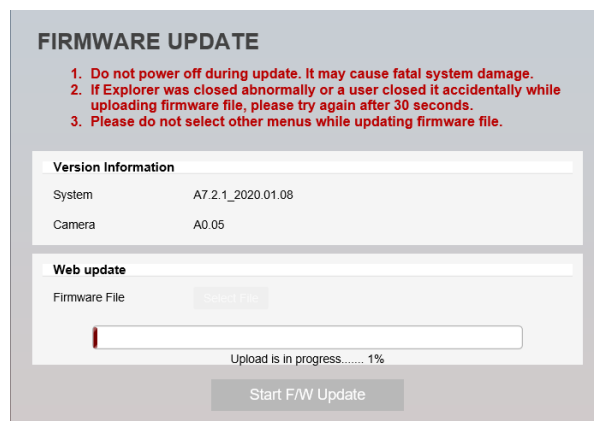 FIRMWARE UPDATE
1. Do not power off during update. It may cause fatal system damage.
2. If Explorer was closed abnormally or a user closed it accidentally while
uploading firmware file, please try again after 30 seconds.
3. Please do not select other menus while updating firmware file.
Version Information
System A7.2.1_2020.01.08
Camera A0.05
Web update
Firmware File Select File
Upload is in progress....... 1%
Start F/W Update